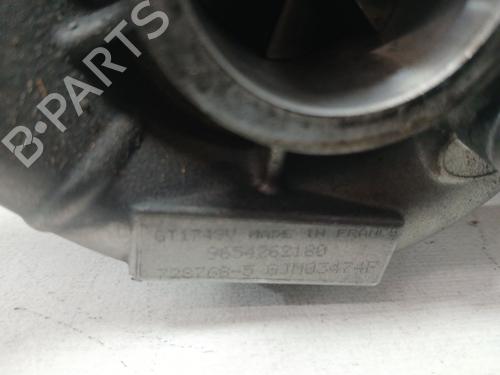 B-PARTS
GT1749V MADE IN FRANCE
9654262180
728768-5 GJM03474F